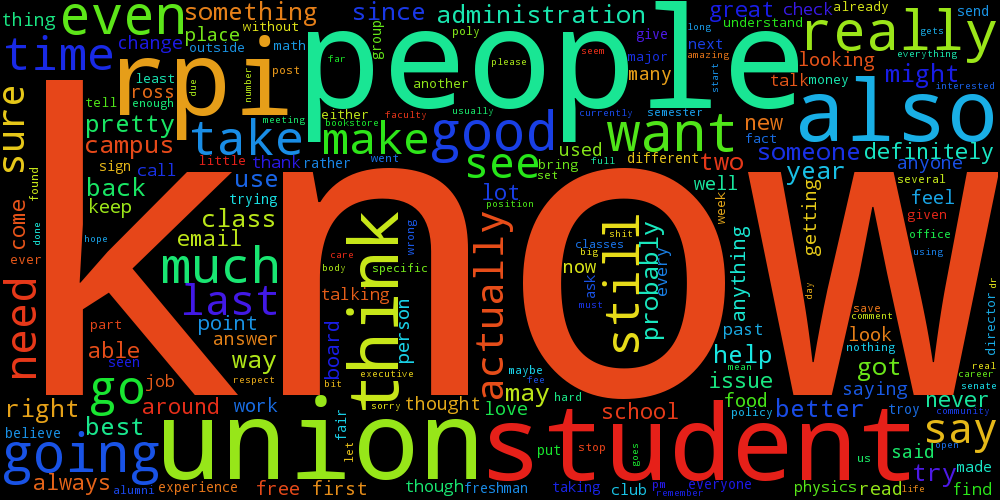 thing
even
something
without
since
administration
great
check
already
understand
send
really
time
change
place
outside
math
group
poly
give
next
long
gets
everything
rpi
people
far
please
seem
major
amazing
many
start
looking
least
ross
post
due
number
another
talk
money
might
interested
sure
tell
enough
pretty
meeting
bookstore
either
faculty
usually
currently
semester
new
also
campus
take
make
good
want
fact
someone
definitely
sign
call
little
thank
rather
went
see
used
full
different
two
year
anyone
found
back
use
trying
lot
bring
set
well
several
feel
keep
position
week
given
come
done
class
email
know
think
wrong
actually
shit
still
probably
getting
office
ever
hope
much
care
body
specific
classes
big
now
ask
every
anything
using
dr
need
last
talking
must
day
director
part
point
person
save
comment
past
able
seen
answer
board
look
nothing
way
help
mean
real
job
respect
executive
bit
maybe
fee
issue
got
career
go
may
hard
saying
senate
right
around
work
sorry
thought
love
school
food
policy
better
troy
never
community
believe
best
union
fair
let
student
say
going
put
stop
goes
us
said
open
always
alumni
experience
free
first
though
freshman
taking
club
pm
remember
everyone
physics
read
life
try
made
find